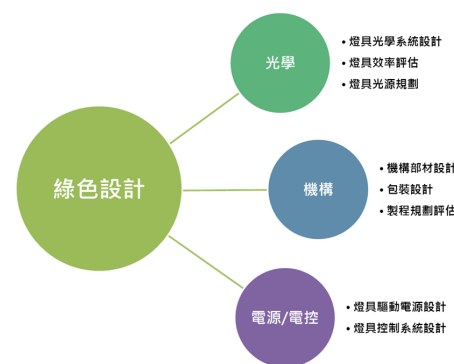 綠色設計
光學
• 燈具光學系統設計
• 燈具效率評估
• 燈具光源規劃
機構
• 機構部材設計
• 包裝設計
• 製程規劃評估
電源/電控
• 燈具驅動電源設計
• 燈具控制系統設計